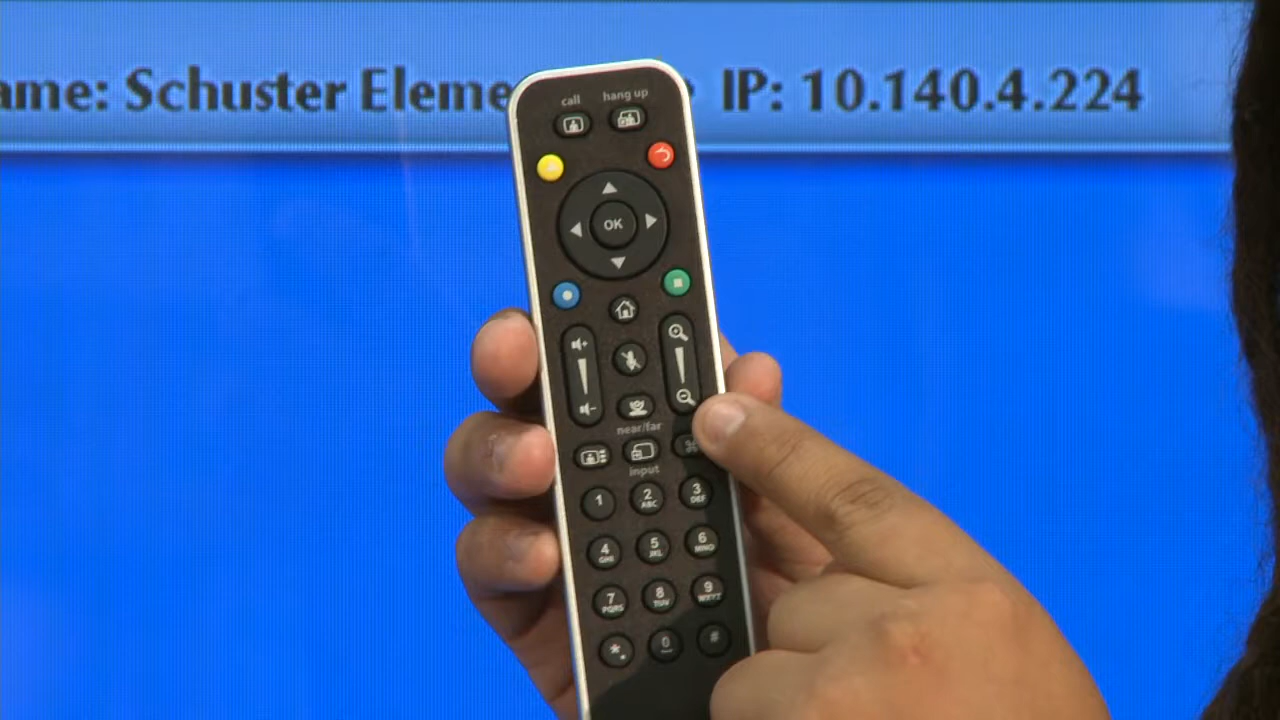 ame: Schuster Eleme IP: 10.140.4.224
call hang up
OK
near/far
input
1 2 ABC 3 DEF
4 GHI 5 JKL 6 MNO
7 PQRS 8 TUV 9 WXYZ
*. 0 #